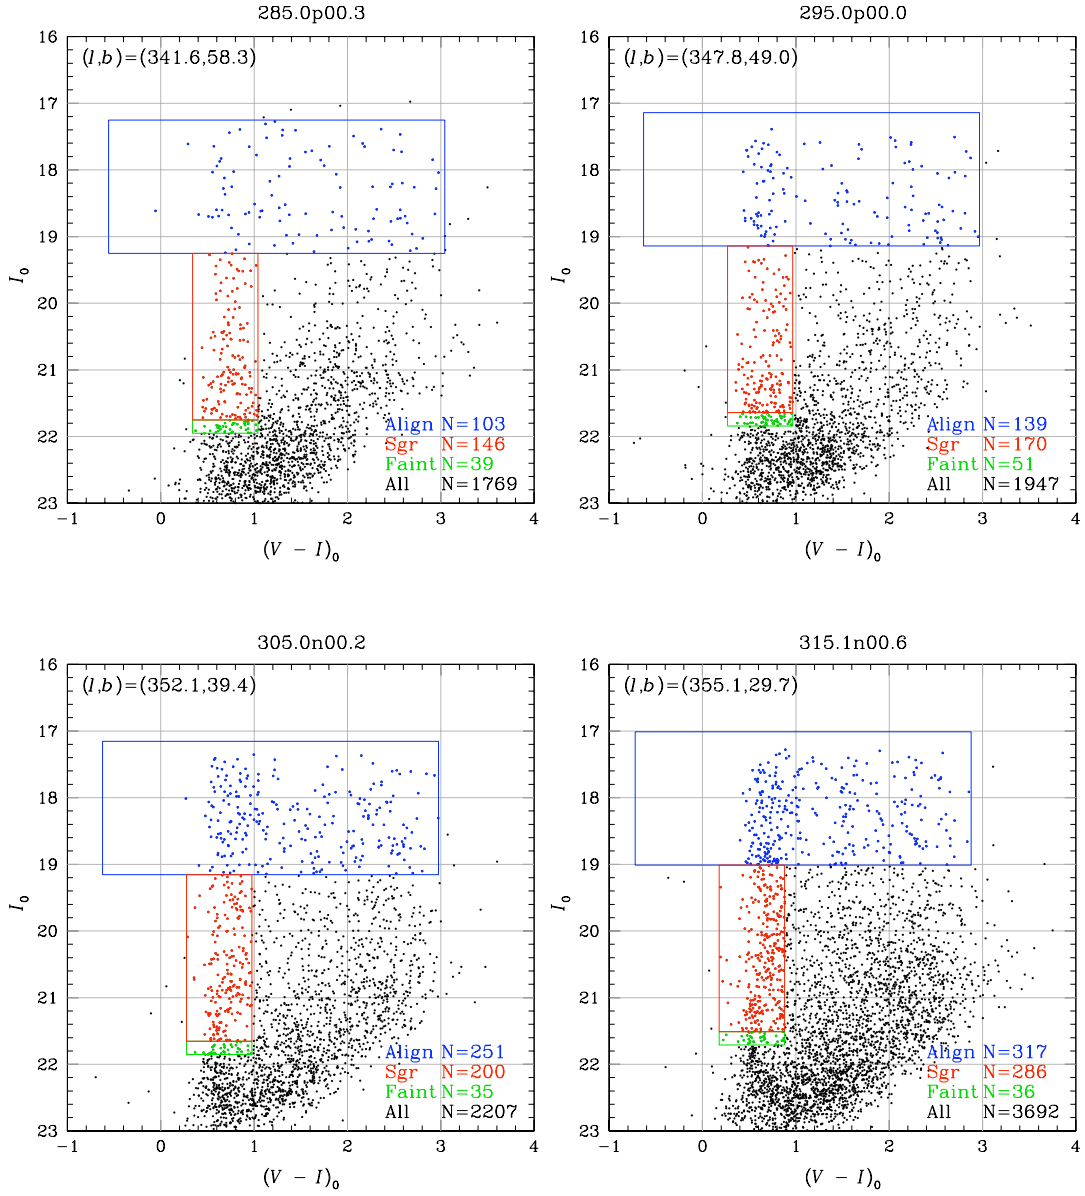 285.0p00.3
(l,b)=(341.6,58.3)
16
17
18
19
20
21
22
23
I0
Align N=103
Sgr N=146
Faint N=39
All N=1769
-1 0 1 2 3 4
(V − I)0
295.0p00.0
(l,b)=(347.8,49.0)
16
17
18
19
20
21
22
23
I0
Align N=139
Sgr N=170
Faint N=51
All N=1947
-1 0 1 2 3 4
(V − I)0
305.0n00.2
(l,b)=(352.1,39.4)
16
17
18
19
20
21
22
23
I0
Align N=251
Sgr N=200
Faint N=35
All N=2207
-1 0 1 2 3 4
(V − I)0
315.1n00.6
(l,b)=(355.1,29.7)
16
17
18
19
20
21
22
23
I0
Align N=317
Sgr N=286
Faint N=36
All N=3692
-1 0 1 2 3 4
(V − I)0